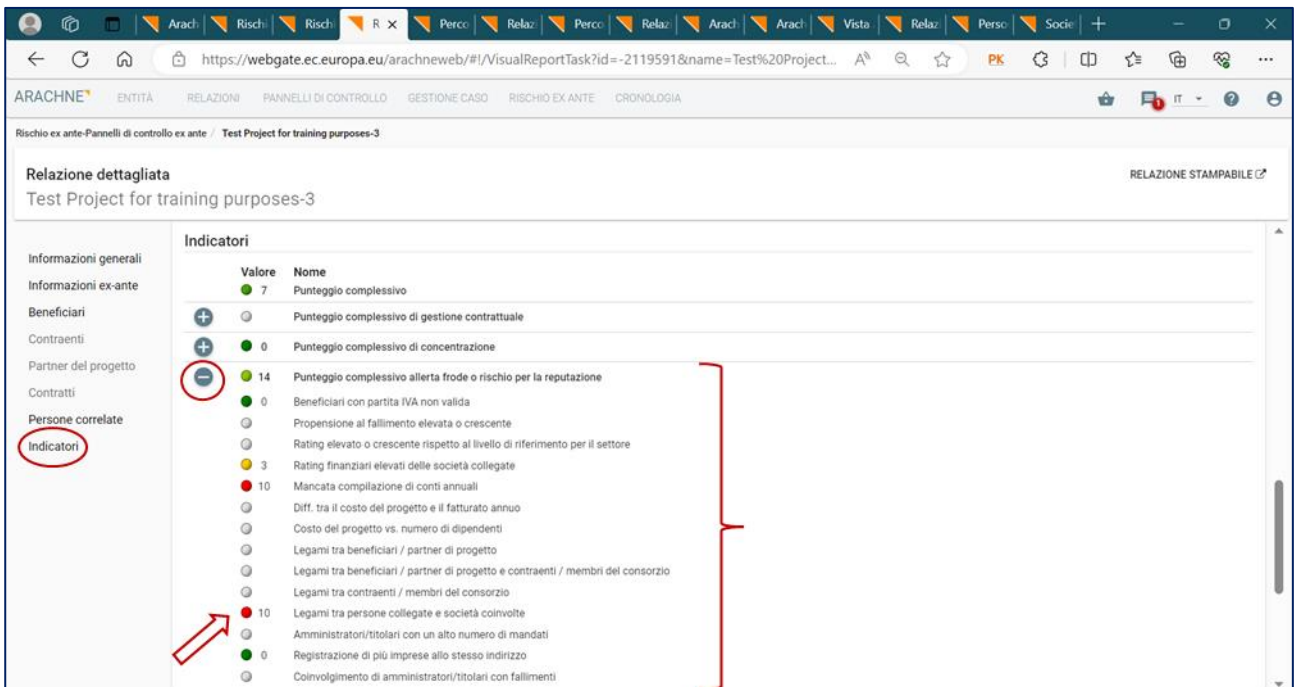 Arach Rischi Rischi R Perco Relaz Perco Relaz Arach Arach Vista Relaz Perso Societ
https://webgate.ec.europa.eu/arachneweb/#!/VisualReportTask?id=-2119591&name=Test%20Project...
PK
ARACHNE ENTITÀ RELAZIONI PANNELLI DI CONTROLLO GESTIONE CASO RISCHIO EX ANTE CRONOLOGIA IT
Rischio ex ante-Pannelli di controllo ex ante / Test Project for training purposes-3
Relazione dettagliata
RELAZIONE STAMPABILE
Test Project for training purposes-3
Informazioni generali
Informazioni ex-ante
Beneficiari
Contraenti
Partner del progetto
Contratti
Persone correlate
Indicatori
Indicatori
Valore Nome
7 Punteggio complessivo
Punteggio complessivo di gestione contrattuale
0 Punteggio complessivo di concentrazione
14 Punteggio complessivo allerta frode o rischio per la reputazione
0 Beneficiari con partita IVA non valida
Propensione al fallimento elevata o crescente
Rating elevato o crescente rispetto al livello di riferimento per il settore
3 Rating finanziari elevati delle società collegate
10 Mancata compilazione di conti annuali
Diff. tra il costo del progetto e il fatturato annuo
Costo del progetto vs. numero di dipendenti
Legami tra beneficiari / partner di progetto
Legami tra beneficiari / partner di progetto e contraenti / membri del consorzio
Legami tra contraenti / membri del consorzio
10 Legami tra persone collegate e società coinvolte
Amministratori/titolari con un alto numero di mandati
0 Registrazione di più imprese allo stesso indirizzo
Coinvolgimento di amministratori/titolari con fallimenti